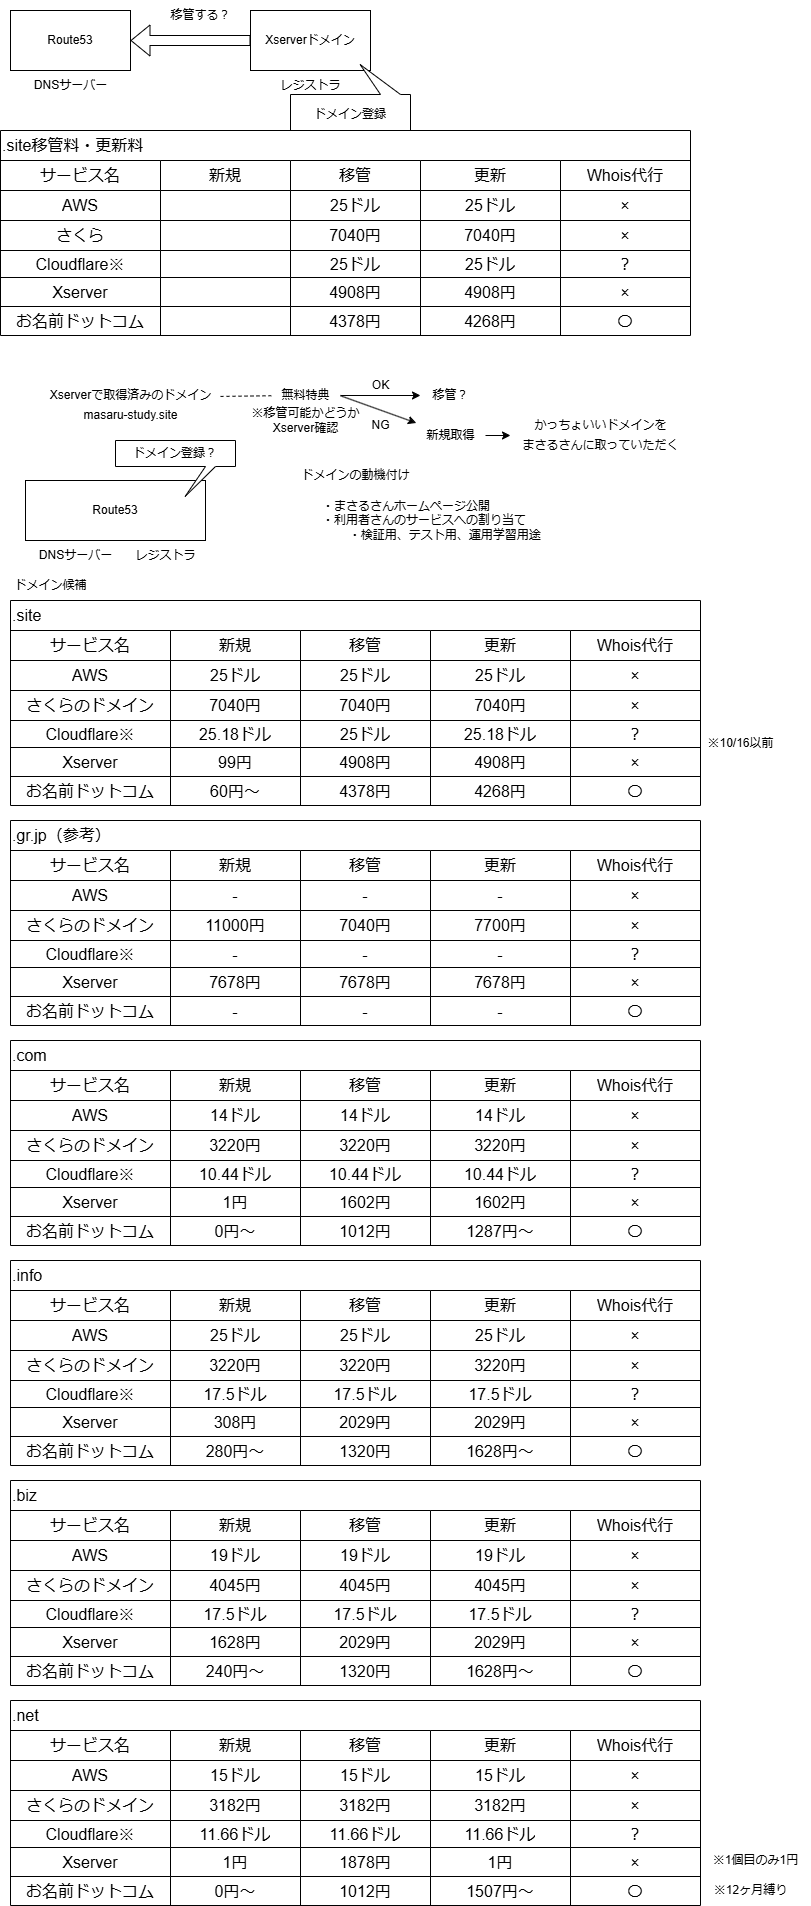 移管する？
Route53
Xserverドメイン
DNSサーバー
レジストラ
ドメイン登録
.site移管料・更新料
サービス名 新規 移管 更新 Whois代行
AWS 25ドル 25ドル ×
さくら 7040円 7040円 ×
Cloudflare※ 25ドル 25ドル ？
Xserver 4908円 4908円 ×
お名前ドットコム 4378円 4268円 〇
Xserverで取得済みのドメイン
masaru-study.site
無料特典
※移管可能かどうか
Xserver確認
OK
移管？
NG
新規取得
かっちょいいドメインを
まさるさんに取っていただく
ドメイン登録？
Route53
DNSサーバー
レジストラ
ドメインの動機付け
・まさるさんホームページ公開
・利用者さんのサービスへの割り当て
・検証用、テスト用、運用学習用途
ドメイン候補
.site
サービス名 新規 移管 更新 Whois代行
AWS 25ドル 25ドル 25ドル ×
さくらのドメイン 7040円 7040円 7040円 ×
Cloudflare※ 25.18ドル 25ドル 25.18ドル ？
※10/16以前
Xserver 99円 4908円 4908円 ×
お名前ドットコム 60円～ 4378円 4268円 〇
.gr.jp（参考）
サービス名 新規 移管 更新 Whois代行
AWS - - - ×
さくらのドメイン 11000円 7040円 7700円 ×
Cloudflare※ - - - ？
Xserver 7678円 7678円 7678円 ×
お名前ドットコム - - - 〇
.com
サービス名 新規 移管 更新 Whois代行
AWS 14ドル 14ドル 14ドル ×
さくらのドメイン 3220円 3220円 3220円 ×
Cloudflare※ 10.44ドル 10.44ドル 10.44ドル ？
Xserver 1円 1602円 1602円 ×
お名前ドットコム 0円～ 1012円 1287円～ 〇
.info
サービス名 新規 移管 更新 Whois代行
AWS 25ドル 25ドル 25ドル ×
さくらのドメイン 3220円 3220円 3220円 ×
Cloudflare※ 17.5ドル 17.5ドル 17.5ドル ？
Xserver 308円 2029円 2029円 ×
お名前ドットコム 280円～ 1320円 1628円～ 〇
.biz
サービス名 新規 移管 更新 Whois代行
AWS 19ドル 19ドル 19ドル ×
さくらのドメイン 4045円 4045円 4045円 ×
Cloudflare※ 17.5ドル 17.5ドル 17.5ドル ？
Xserver 1628円 2029円 2029円 ×
お名前ドットコム 240円～ 1320円 1628円～ 〇
.net
サービス名 新規 移管 更新 Whois代行
AWS 15ドル 15ドル 15ドル ×
さくらのドメイン 3182円 3182円 3182円 ×
Cloudflare※ 11.66ドル 11.66ドル 11.66ドル ？
Xserver 1円 1878円 1円 ×
※1個目のみ1円
お名前ドットコム 0円～ 1012円 1507円～ 〇
※12ヶ月縛り